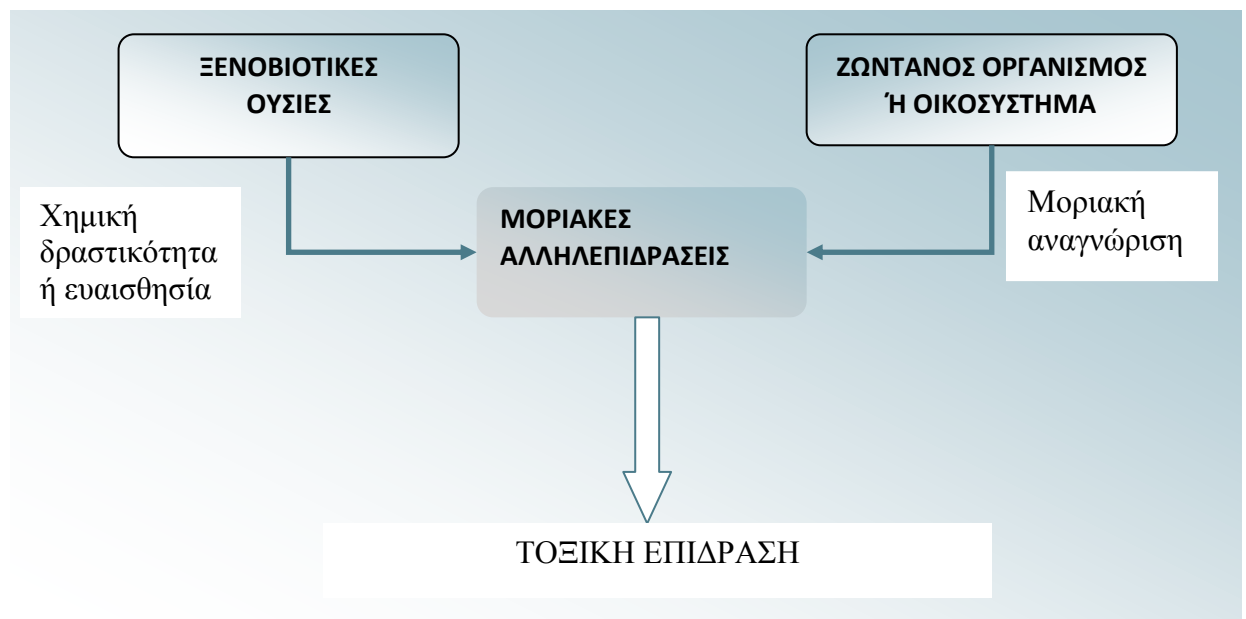 ΞΕΝΟΒΙΟΤΙΚΕΣ
ΟΥΣΙΕΣ
ΖΩΝΤΑΝΟΣ ΟΡΓΑΝΙΣΜΟΣ
Ή ΟΙΚΟΣΥΣΤΗΜΑ
Χημική
δραστικότητα
ή ευαισθησία
ΜΟΡΙΑΚΕΣ
ΑΛΛΗΛΕΠΙΔΡΑΣΕΙΣ
Μοριακή
αναγνώριση
ΤΟΞΙΚΗ ΕΠΙΔΡΑΣΗ